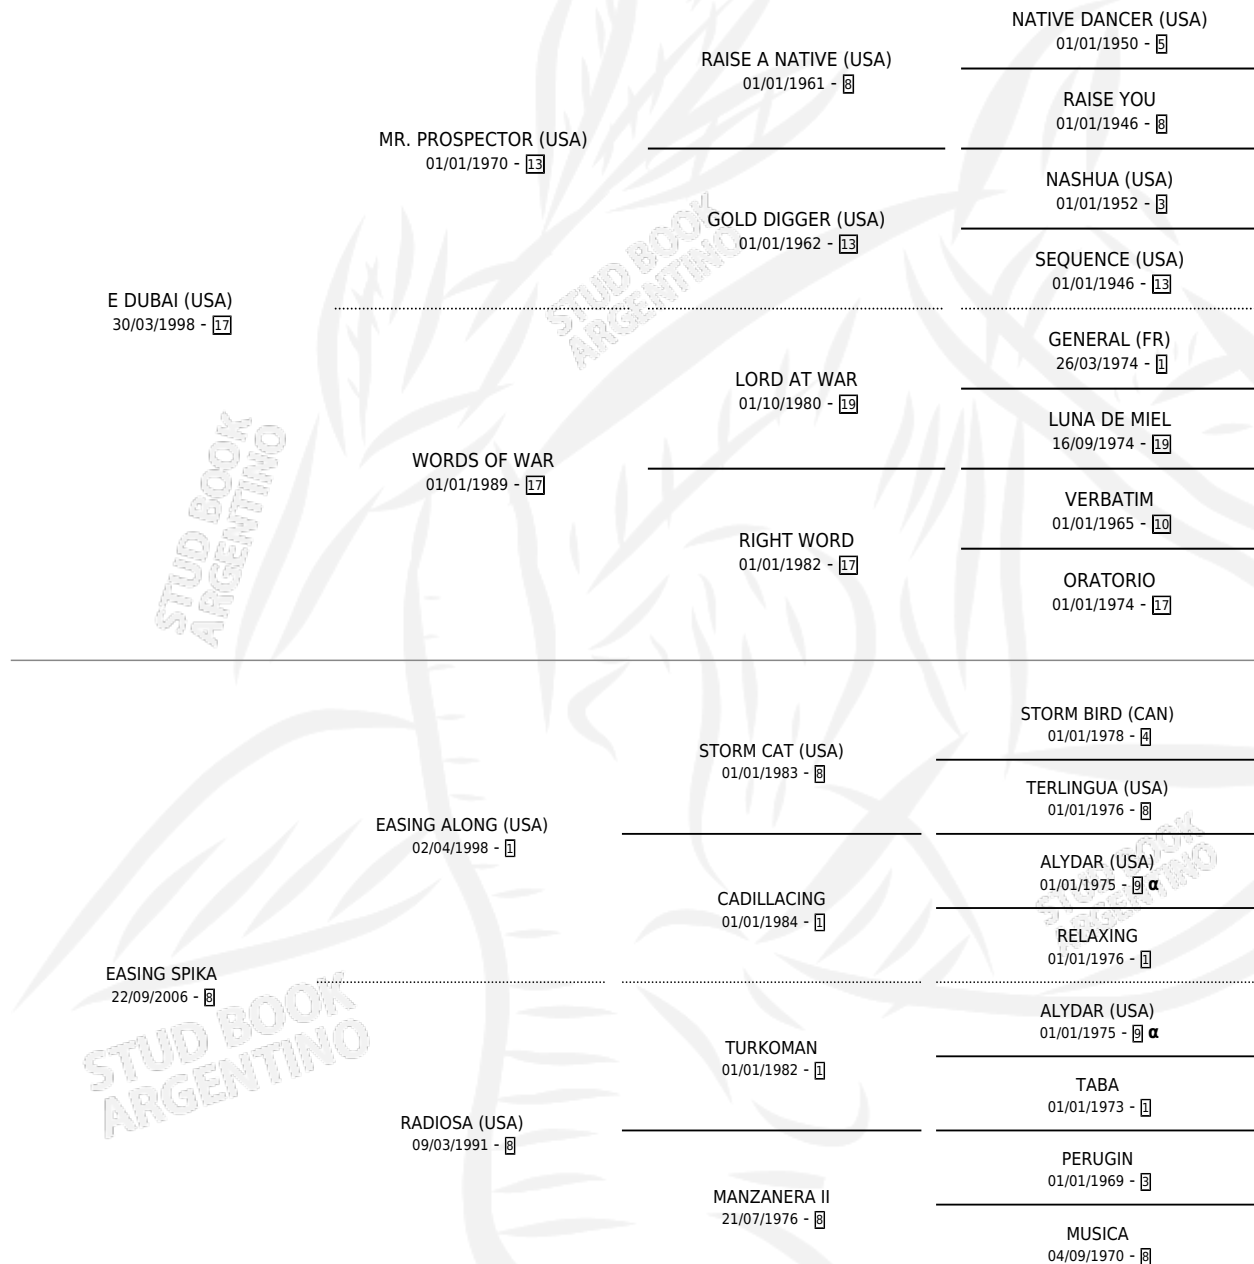 NATIVE DANCER (USA)
01/01/1950 - 5
RAISE A NATIVE (USA)
01/01/1961 - 8
RAISE YOU
01/01/1946 - 8
MR. PROSPECTOR (USA)
01/01/1970 - 13
NASHUA (USA)
01/01/1952 - 3
GOLD DIGGER (USA)
01/01/1962 - 13
SEQUENCE (USA)
01/01/1946 - 13
E DUBAI (USA)
30/03/1998 - 17
GENERAL (FR)
26/03/1974 - 1
LORD AT WAR
01/10/1980 - 19
LUNA DE MIEL
16/09/1974 - 19
WORDS OF WAR
01/01/1989 - 17
VERBATIM
01/01/1965 - 10
RIGHT WORD
01/01/1982 - 17
ORATORIO
01/01/1974 - 17
STORM BIRD (CAN)
01/01/1978 - 4
STORM CAT (USA)
01/01/1983 - 8
TERLINGUA (USA)
01/01/1976 - 8
EASING ALONG (USA)
02/04/1998 - 1
ALYDAR (USA)
01/01/1975 - 9 α
CADILLACING
01/01/1984 - 1
RELAXING
01/01/1976 - 1
EASING SPIKA
22/09/2006 - 8
ALYDAR (USA)
01/01/1975 - 9 α
TURKOMAN
01/01/1982 - 1
TABA
01/01/1973 - 1
RADIOSA (USA)
09/03/1991 - 8
PERUGIN
01/01/1969 - 3
MANZANERA II
21/07/1976 - 8
MUSICA
04/09/1970 - 8
STUD BOOK
ARGENTINO
STUD BOOK
ARGENTINO
STUD BOOK
ARGENTINO
STUD BOOK
ARGENTINO